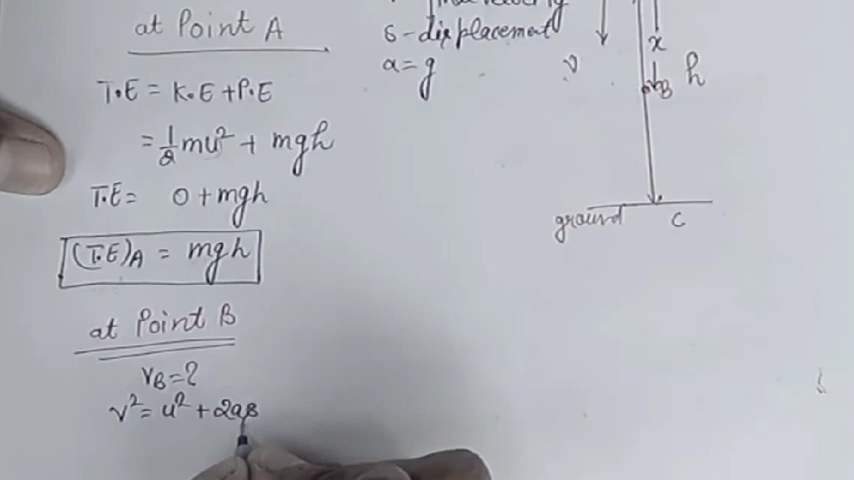 at Point A
T.E = K.E + P.E
= 1/2 mu² + mgh
T.E = 0 + mgh
(T.E)A = mgh
at Point B
vB = ?
v² = u² + 2as
s - displacement
a = g
v
x
B
h
ground
C